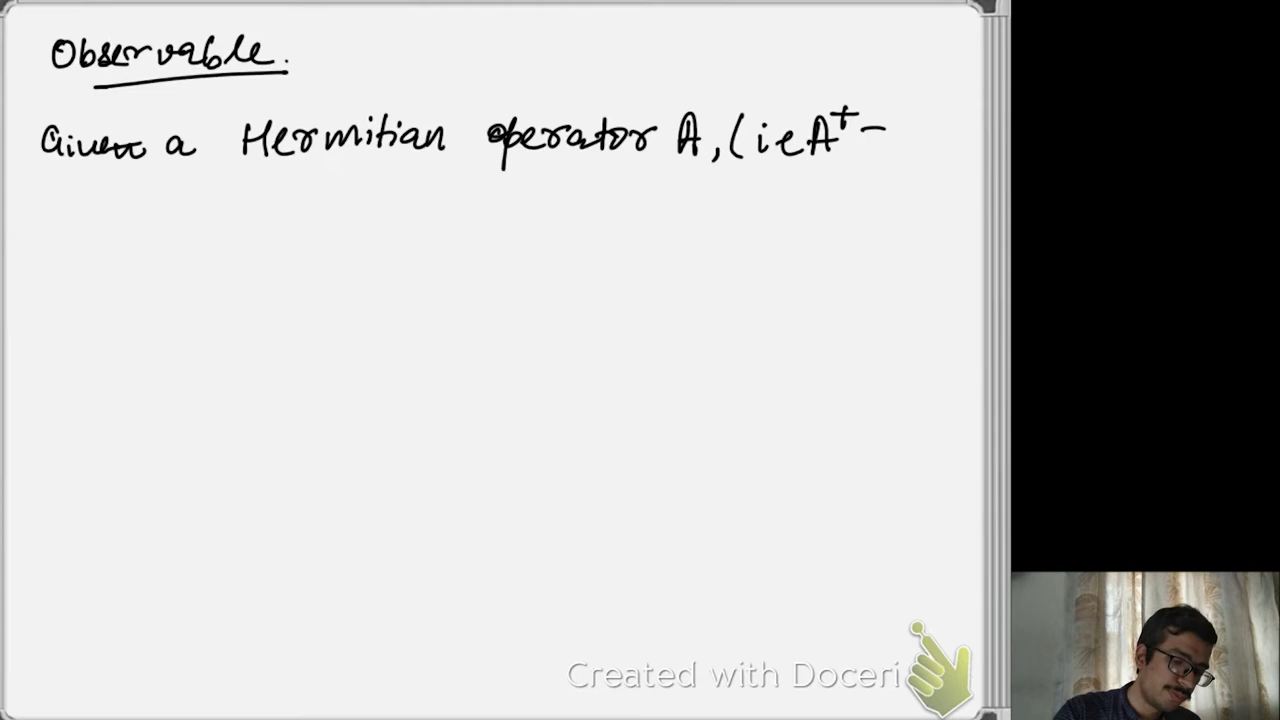 Observable.
Given a Hermitian operator A, (ie A† -
Created with Doceri